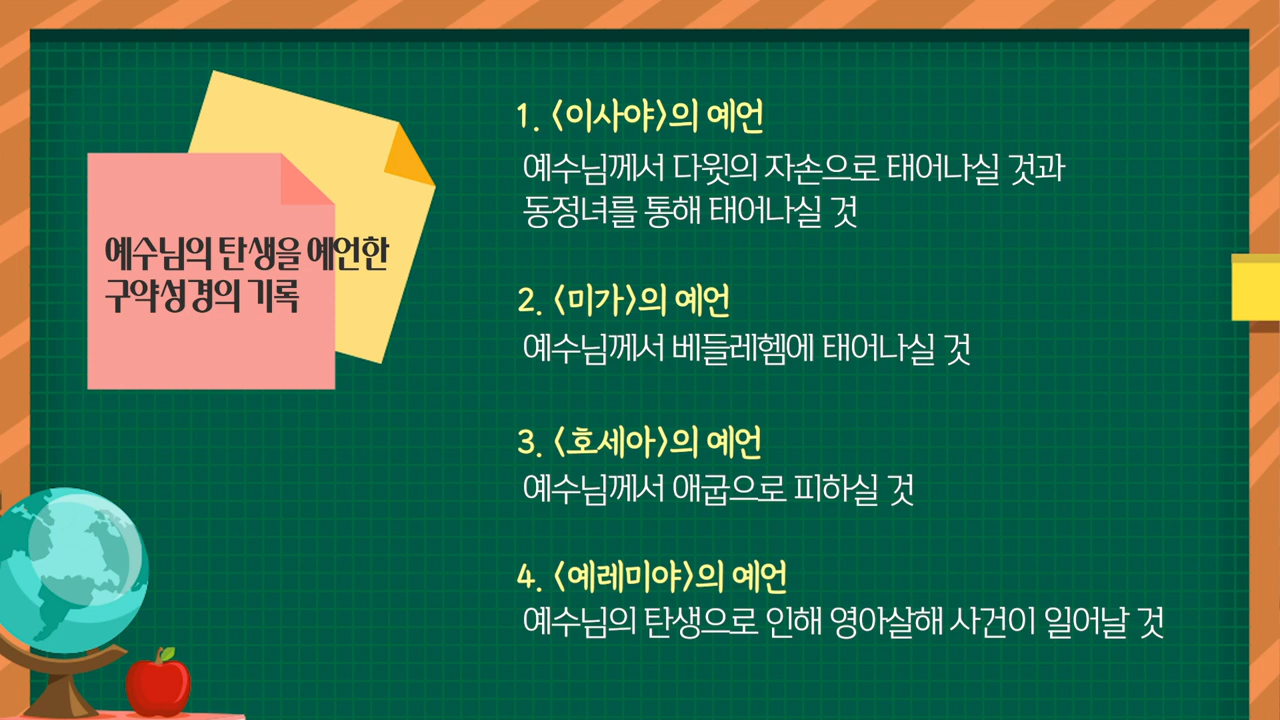 예수님의 탄생을 예언한
구약성경의 기록
1. <이사야>의 예언
예수님께서 다윗의 자손으로 태어나실 것과
동정녀를 통해 태어나실 것
2. <미가>의 예언
예수님께서 베들레헴에 태어나실 것
3. <호세아>의 예언
예수님께서 애굽으로 피하실 것
4. <예레미야>의 예언
예수님의 탄생으로 인해 영아살해 사건이 일어날 것